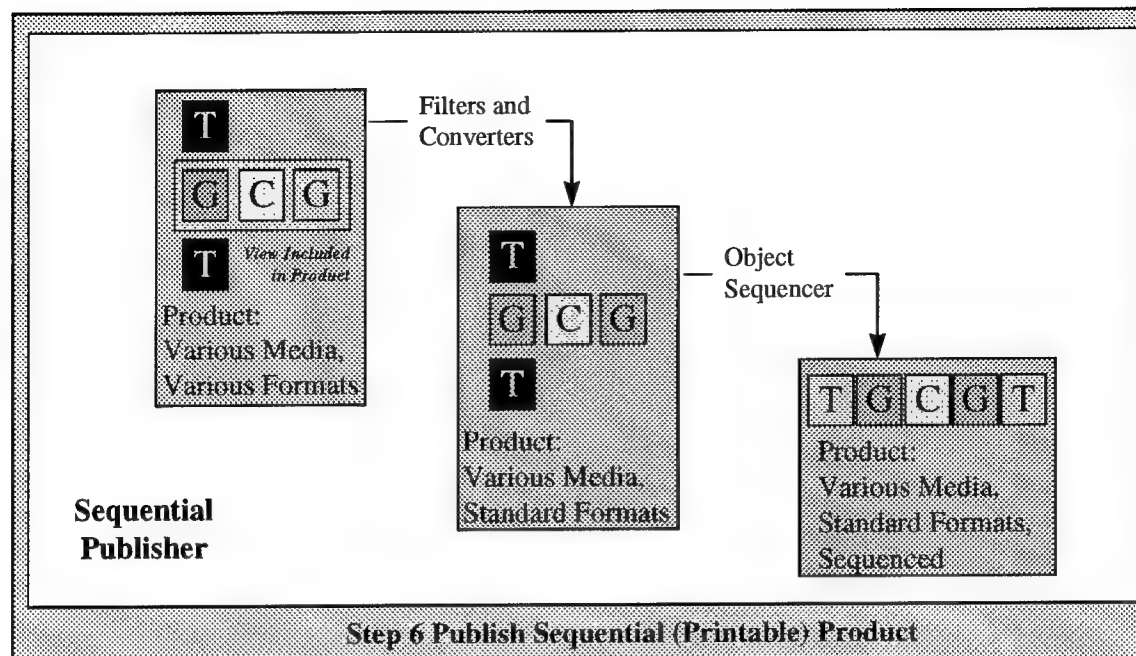 T
G C G
T
View Included
in Product
Product:
Various Media,
Various Formats
Filters and
Converters
T
G C G
T
Product:
Various Media,
Standard Formats
Object
Sequencer
T G C G T
Product:
Various Media,
Standard Formats,
Sequenced
Sequential
Publisher
Step 6 Publish Sequential (Printable) Product